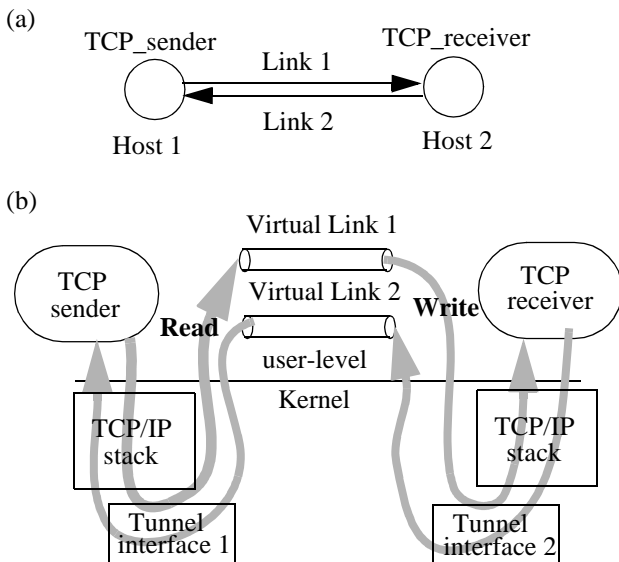 (a)
TCP_sender
TCP_receiver
Link 1
Link 2
Host 1
Host 2
(b)
Virtual Link 1
TCP
sender
Virtual Link 2
TCP
receiver
Read
Write
user-level
Kernel
TCP/IP
stack
TCP/IP
stack
Tunnel
interface 1
Tunnel
interface 2